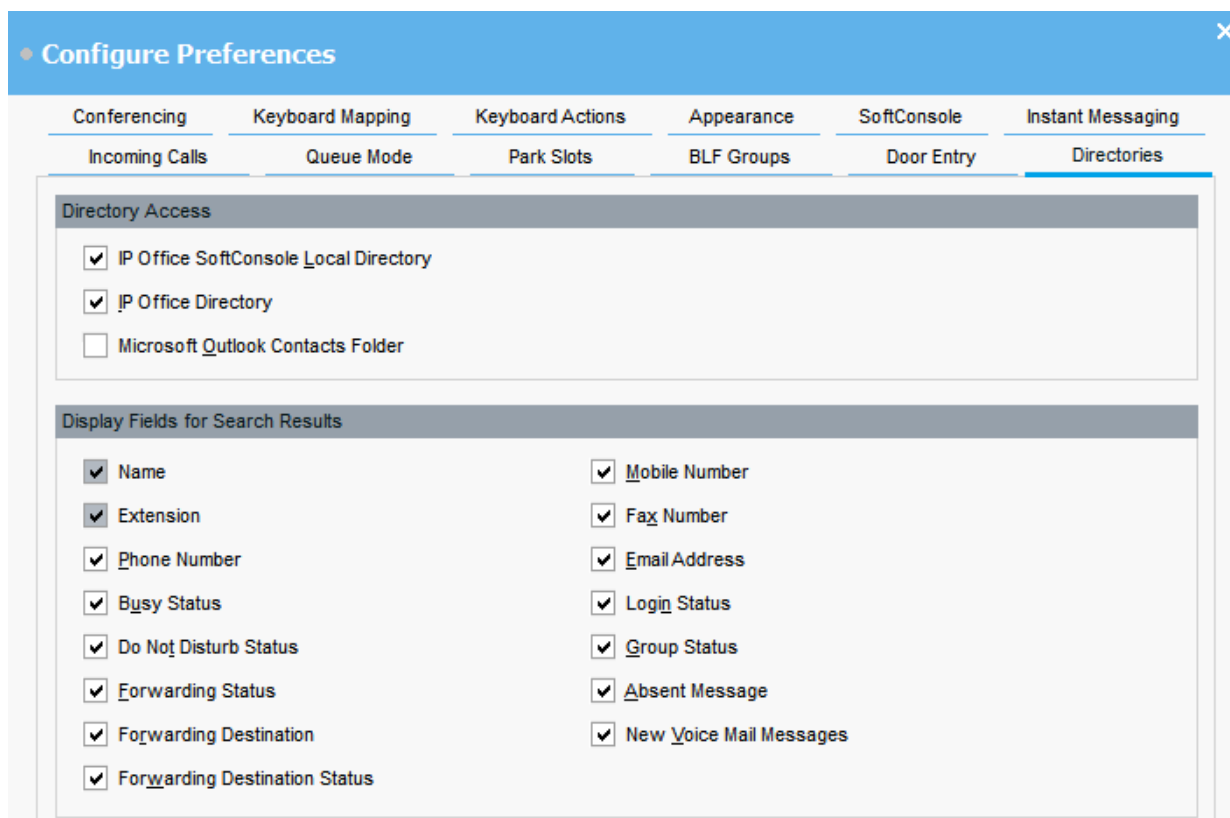 Configure Preferences
Conferencing Keyboard Mapping Keyboard Actions Appearance SoftConsole Instant Messaging
Incoming Calls Queue Mode Park Slots BLF Groups Door Entry Directories
Directory Access
IP Office SoftConsole Local Directory
IP Office Directory
Microsoft Outlook Contacts Folder
Display Fields for Search Results
Name Mobile Number
Extension Fax Number
Phone Number Email Address
Busy Status Login Status
Do Not Disturb Status Group Status
Forwarding Status Absent Message
Forwarding Destination New Voice Mail Messages
Forwarding Destination Status